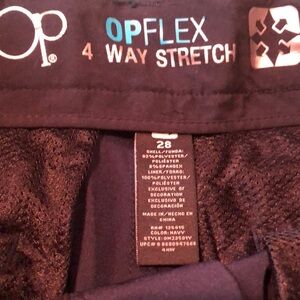 Op®
OPFLEX
4 WAY STRETCH
28
SHELL/FUNDA:
92%POLYESTER/
POLIÉSTER
8%SPANDEX
LINER/FORRO:
100%POLYESTER/
POLIÉSTER
EXCLUSIVE OF
DECORATION
EXCLUSIVO DE
DECORACIÓN
MADE IN/HECHO EN
CHINA
COLOR: NAVY